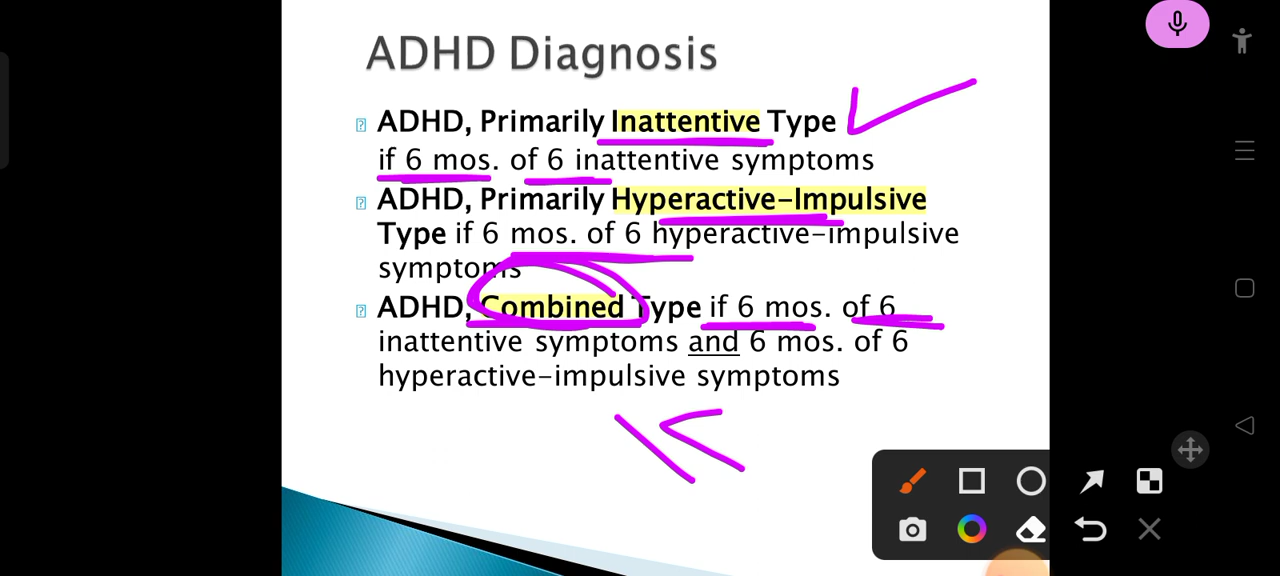 ADHD Diagnosis
ADHD, Primarily Inattentive Type
if 6 mos. of 6 inattentive symptoms
ADHD, Primarily Hyperactive-Impulsive
Type if 6 mos. of 6 hyperactive-impulsive
symptoms
ADHD, Combined Type if 6 mos. of 6
inattentive symptoms and 6 mos. of 6
hyperactive-impulsive symptoms